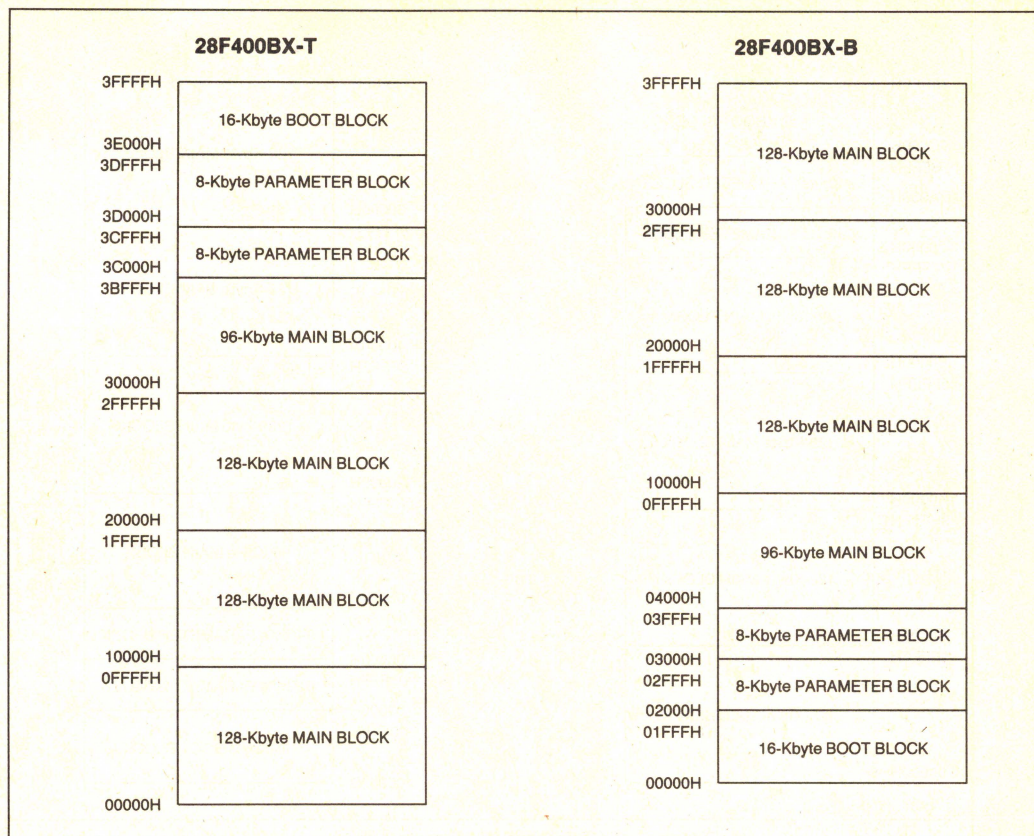 28F400BX-T
3FFFFH
16-Kbyte BOOT BLOCK
3E000H
3DFFFH
8-Kbyte PARAMETER BLOCK
3D000H
3CFFFH
8-Kbyte PARAMETER BLOCK
3C000H
3BFFFH
96-Kbyte MAIN BLOCK
30000H
2FFFFH
128-Kbyte MAIN BLOCK
20000H
1FFFFH
128-Kbyte MAIN BLOCK
10000H
0FFFFH
128-Kbyte MAIN BLOCK
00000H
28F400BX-B
3FFFFH
128-Kbyte MAIN BLOCK
30000H
2FFFFH
128-Kbyte MAIN BLOCK
20000H
1FFFFH
128-Kbyte MAIN BLOCK
10000H
0FFFFH
96-Kbyte MAIN BLOCK
04000H
03FFFH
8-Kbyte PARAMETER BLOCK
03000H
02FFFH
8-Kbyte PARAMETER BLOCK
02000H
01FFFH
16-Kbyte BOOT BLOCK
00000H